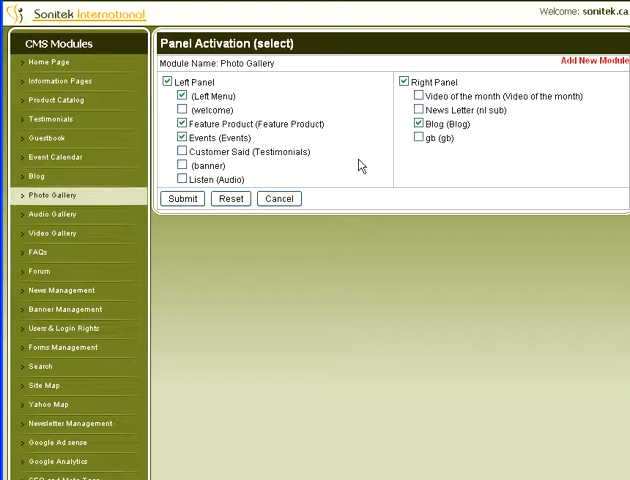 Sonitek International
Welcome: sonitek.ca
CMS Modules
Home Page
Information Pages
Product Catalog
Testimonials
Guestbook
Event Calendar
Blog
Photo Gallery
Audio Gallery
Video Gallery
FAQs
Forum
News Management
Banner Management
Users & Login Rights
Forms Management
Search
Site Map
Yahoo Map
Newsletter Management
Google Ad sense
Google Analytics
SEO and Meta Tags
Panel Activation (select)
Module Name: Photo Gallery
Add New Module
Left Panel
(Left Menu)
(welcome)
Feature Product (Feature Product)
Events (Events)
Customer Said (Testimonials)
(banner)
Listen (Audio)
Right Panel
Video of the month (Video of the month)
News Letter (nl sub)
Blog (Blog)
gb (gb)
Submit
Reset
Cancel